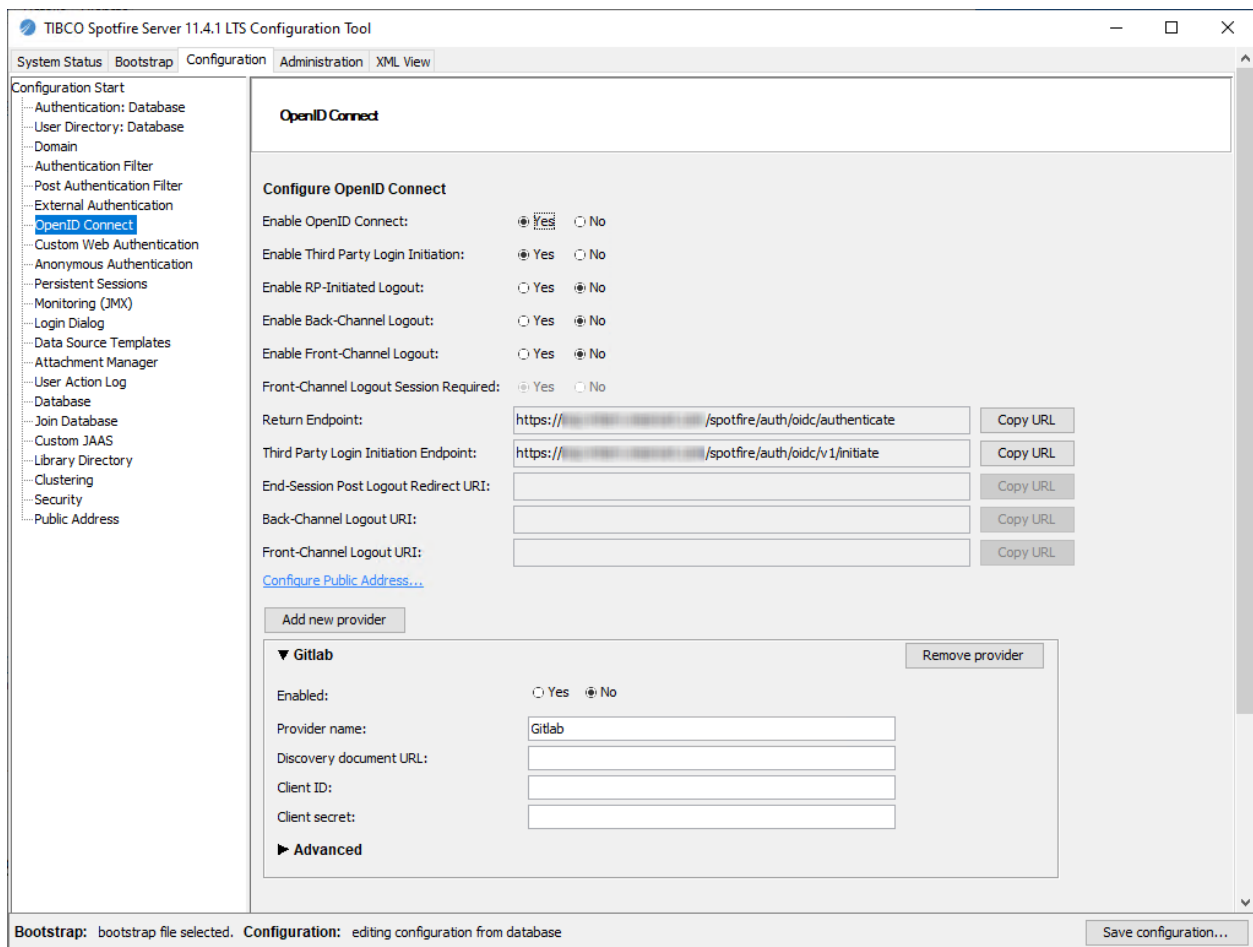 TIBCO Spotfire Server 11.4.1 LTS Configuration Tool
System Status Bootstrap Configuration Administration XML View
Configuration Start
Authentication: Database
User Directory: Database
Domain
Authentication Filter
Post Authentication Filter
External Authentication
OpenID Connect
Custom Web Authentication
Anonymous Authentication
Persistent Sessions
Monitoring (JMX)
Login Dialog
Data Source Templates
Attachment Manager
User Action Log
Database
Join Database
Custom JAAS
Library Directory
Clustering
Security
Public Address
OpenID Connect
Configure OpenID Connect
Enable OpenID Connect: Yes No
Enable Third Party Login Initiation: Yes No
Enable RP-Initiated Logout: Yes No
Enable Back-Channel Logout: Yes No
Enable Front-Channel Logout: Yes No
Front-Channel Logout Session Required: Yes No
Return Endpoint: https:// /spotfire/auth/oidc/authenticate Copy URL
Third Party Login Initiation Endpoint: https:// /spotfire/auth/oidc/v1/initiate Copy URL
End-Session Post Logout Redirect URI: Copy URL
Back-Channel Logout URI: Copy URL
Front-Channel Logout URI: Copy URL
Configure Public Address...
Add new provider
Gitlab Remove provider
Enabled: Yes No
Provider name: Gitlab
Discovery document URL:
Client ID:
Client secret:
Advanced
Bootstrap: bootstrap file selected. Configuration: editing configuration from database Save configuration...